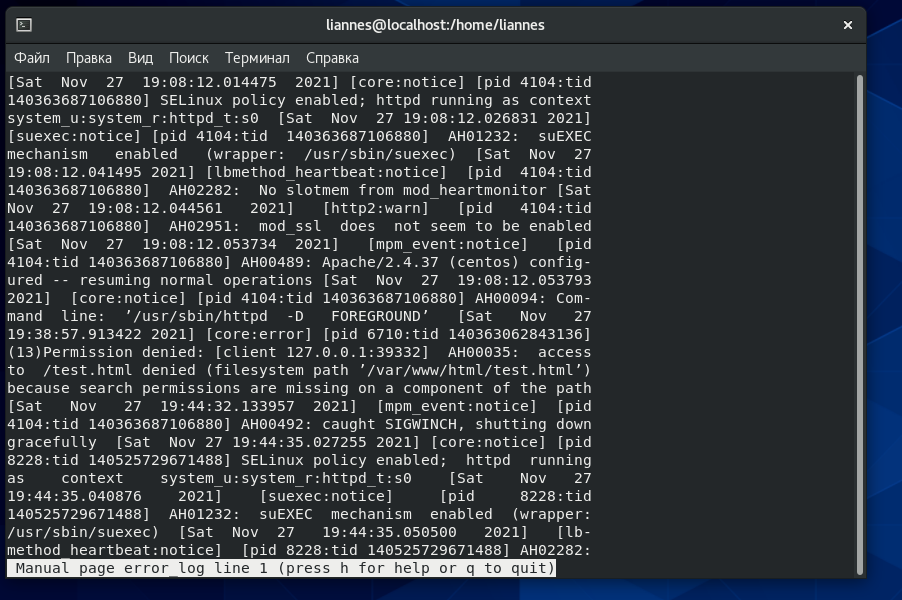 liannes@localhost:/home/liannes
Файл Правка Вид Поиск Терминал Справка
[Sat Nov 27 19:08:12.014475 2021] [core:notice] [pid 4104:tid
140363687106880] SELinux policy enabled; httpd running as context
system_u:system_r:httpd_t:s0 [Sat Nov 27 19:08:12.026831 2021]
[suexec:notice] [pid 4104:tid 140363687106880] AH01232: suEXEC
mechanism enabled (wrapper: /usr/sbin/suexec) [Sat Nov 27
19:08:12.041495 2021] [lbmethod_heartbeat:notice] [pid 4104:tid
140363687106880] AH02282: No slotmem from mod_heartmonitor [Sat
Nov 27 19:08:12.044561 2021] [http2:warn] [pid 4104:tid
140363687106880] AH02951: mod_ssl does not seem to be enabled
[Sat Nov 27 19:08:12.053734 2021] [mpm_event:notice] [pid
4104:tid 140363687106880] AH00489: Apache/2.4.37 (centos) config-
ured -- resuming normal operations [Sat Nov 27 19:08:12.053793
2021] [core:notice] [pid 4104:tid 140363687106880] AH00094: Com-
mand line: ’/usr/sbin/httpd -D FOREGROUND’ [Sat Nov 27
19:38:57.913422 2021] [core:error] [pid 6710:tid 140363062843136]
(13)Permission denied: [client 127.0.0.1:39332] AH00035: access
to /test.html denied (filesystem path ’/var/www/html/test.html’)
because search permissions are missing on a component of the path
[Sat Nov 27 19:44:32.133957 2021] [mpm_event:notice] [pid
4104:tid 140363687106880] AH00492: caught SIGWINCH, shutting down
gracefully [Sat Nov 27 19:44:35.027255 2021] [core:notice] [pid
8228:tid 140525729671488] SELinux policy enabled; httpd running
as context system_u:system_r:httpd_t:s0 [Sat Nov 27
19:44:35.040876 2021] [suexec:notice] [pid 8228:tid
140525729671488] AH01232: suEXEC mechanism enabled (wrapper:
/usr/sbin/suexec) [Sat Nov 27 19:44:35.050500 2021] [lb-
method_heartbeat:notice] [pid 8228:tid 140525729671488] AH02282:
Manual page error_log line 1 (press h for help or q to quit)